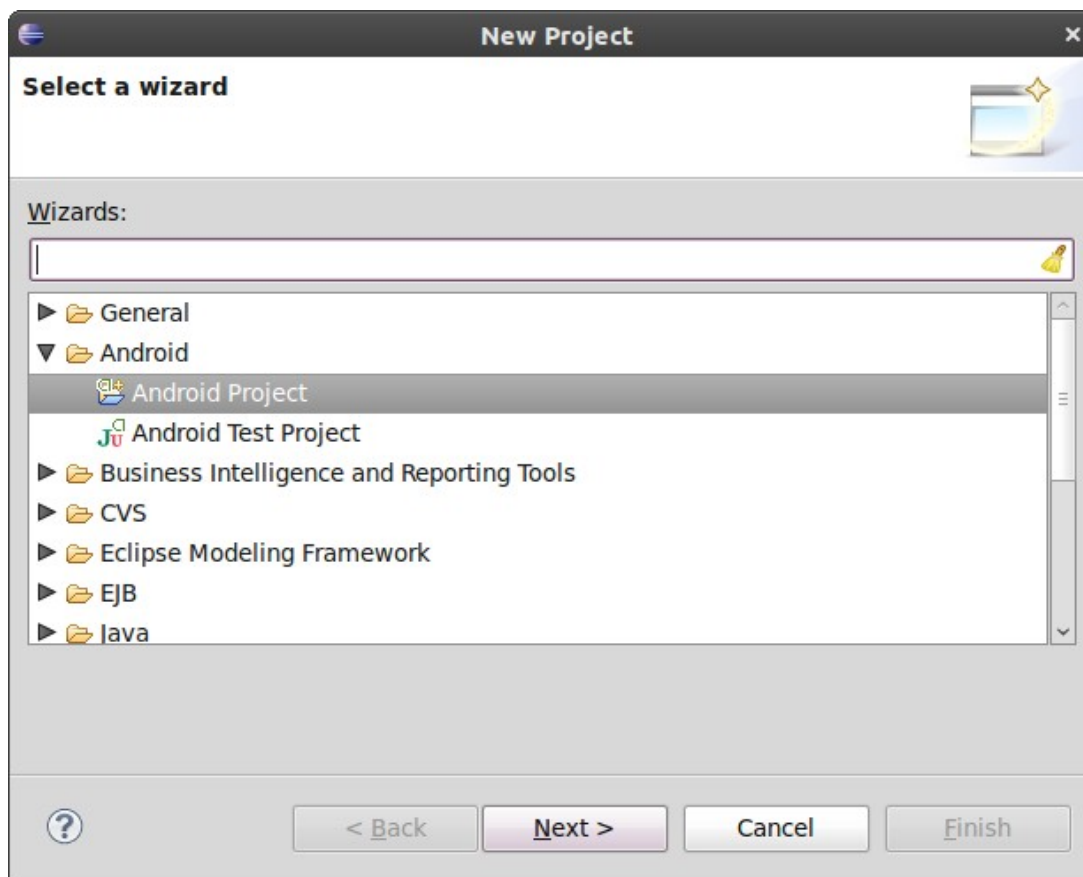 New Project
Select a wizard
Wizards:
General
Android
Android Project
Android Test Project
Business Intelligence and Reporting Tools
CVS
Eclipse Modeling Framework
EJB
Java
< Back Next > Cancel Finish